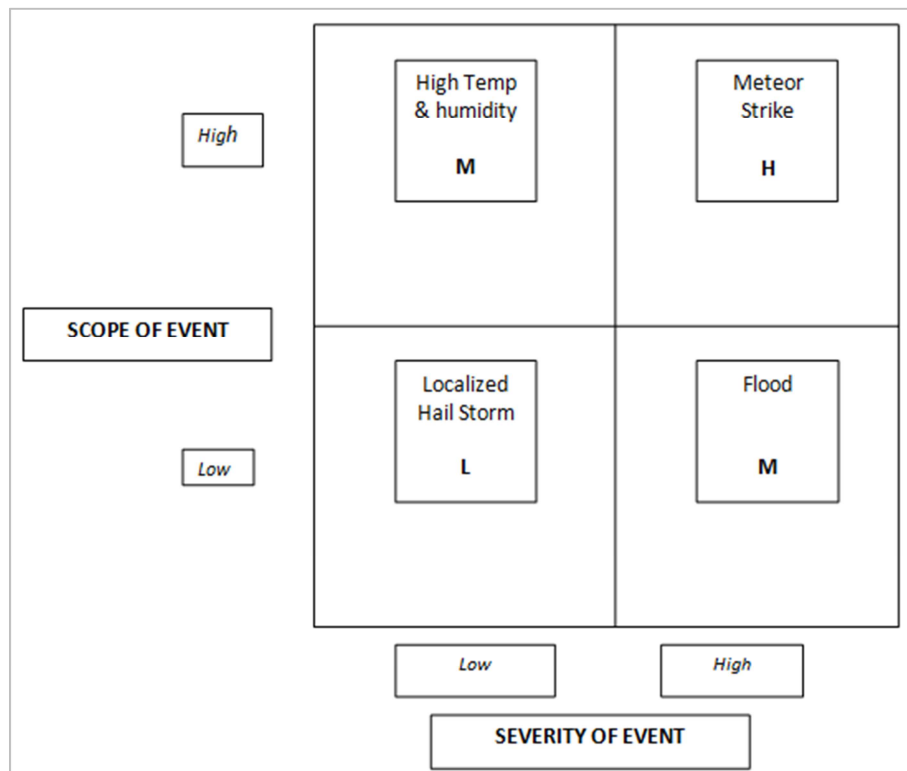 High Temp
& humidity
M
Meteor
Strike
H
High
SCOPE OF EVENT
Localized
Hail Storm
L
Flood
M
Low
Low
High
SEVERITY OF EVENT